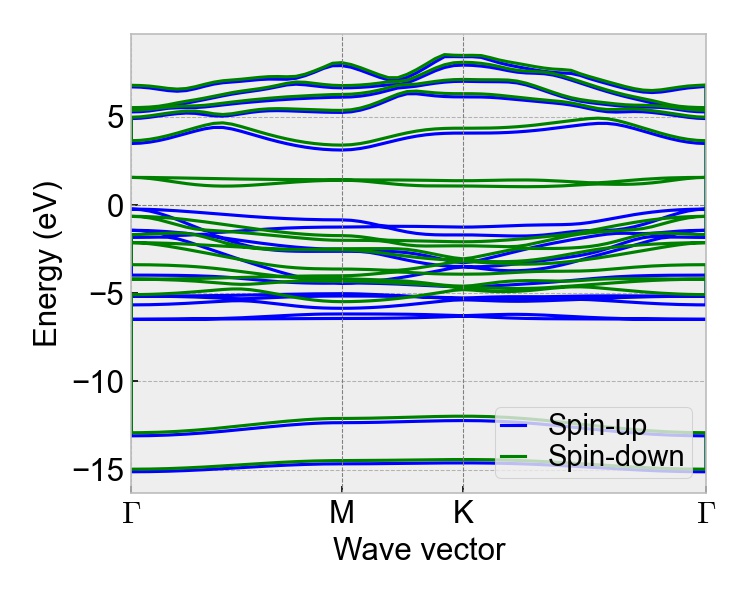 Energy (eV)
5
0
−5
−10
−15
Spin-up
Spin-down
Γ
M
K
Γ
Wave vector